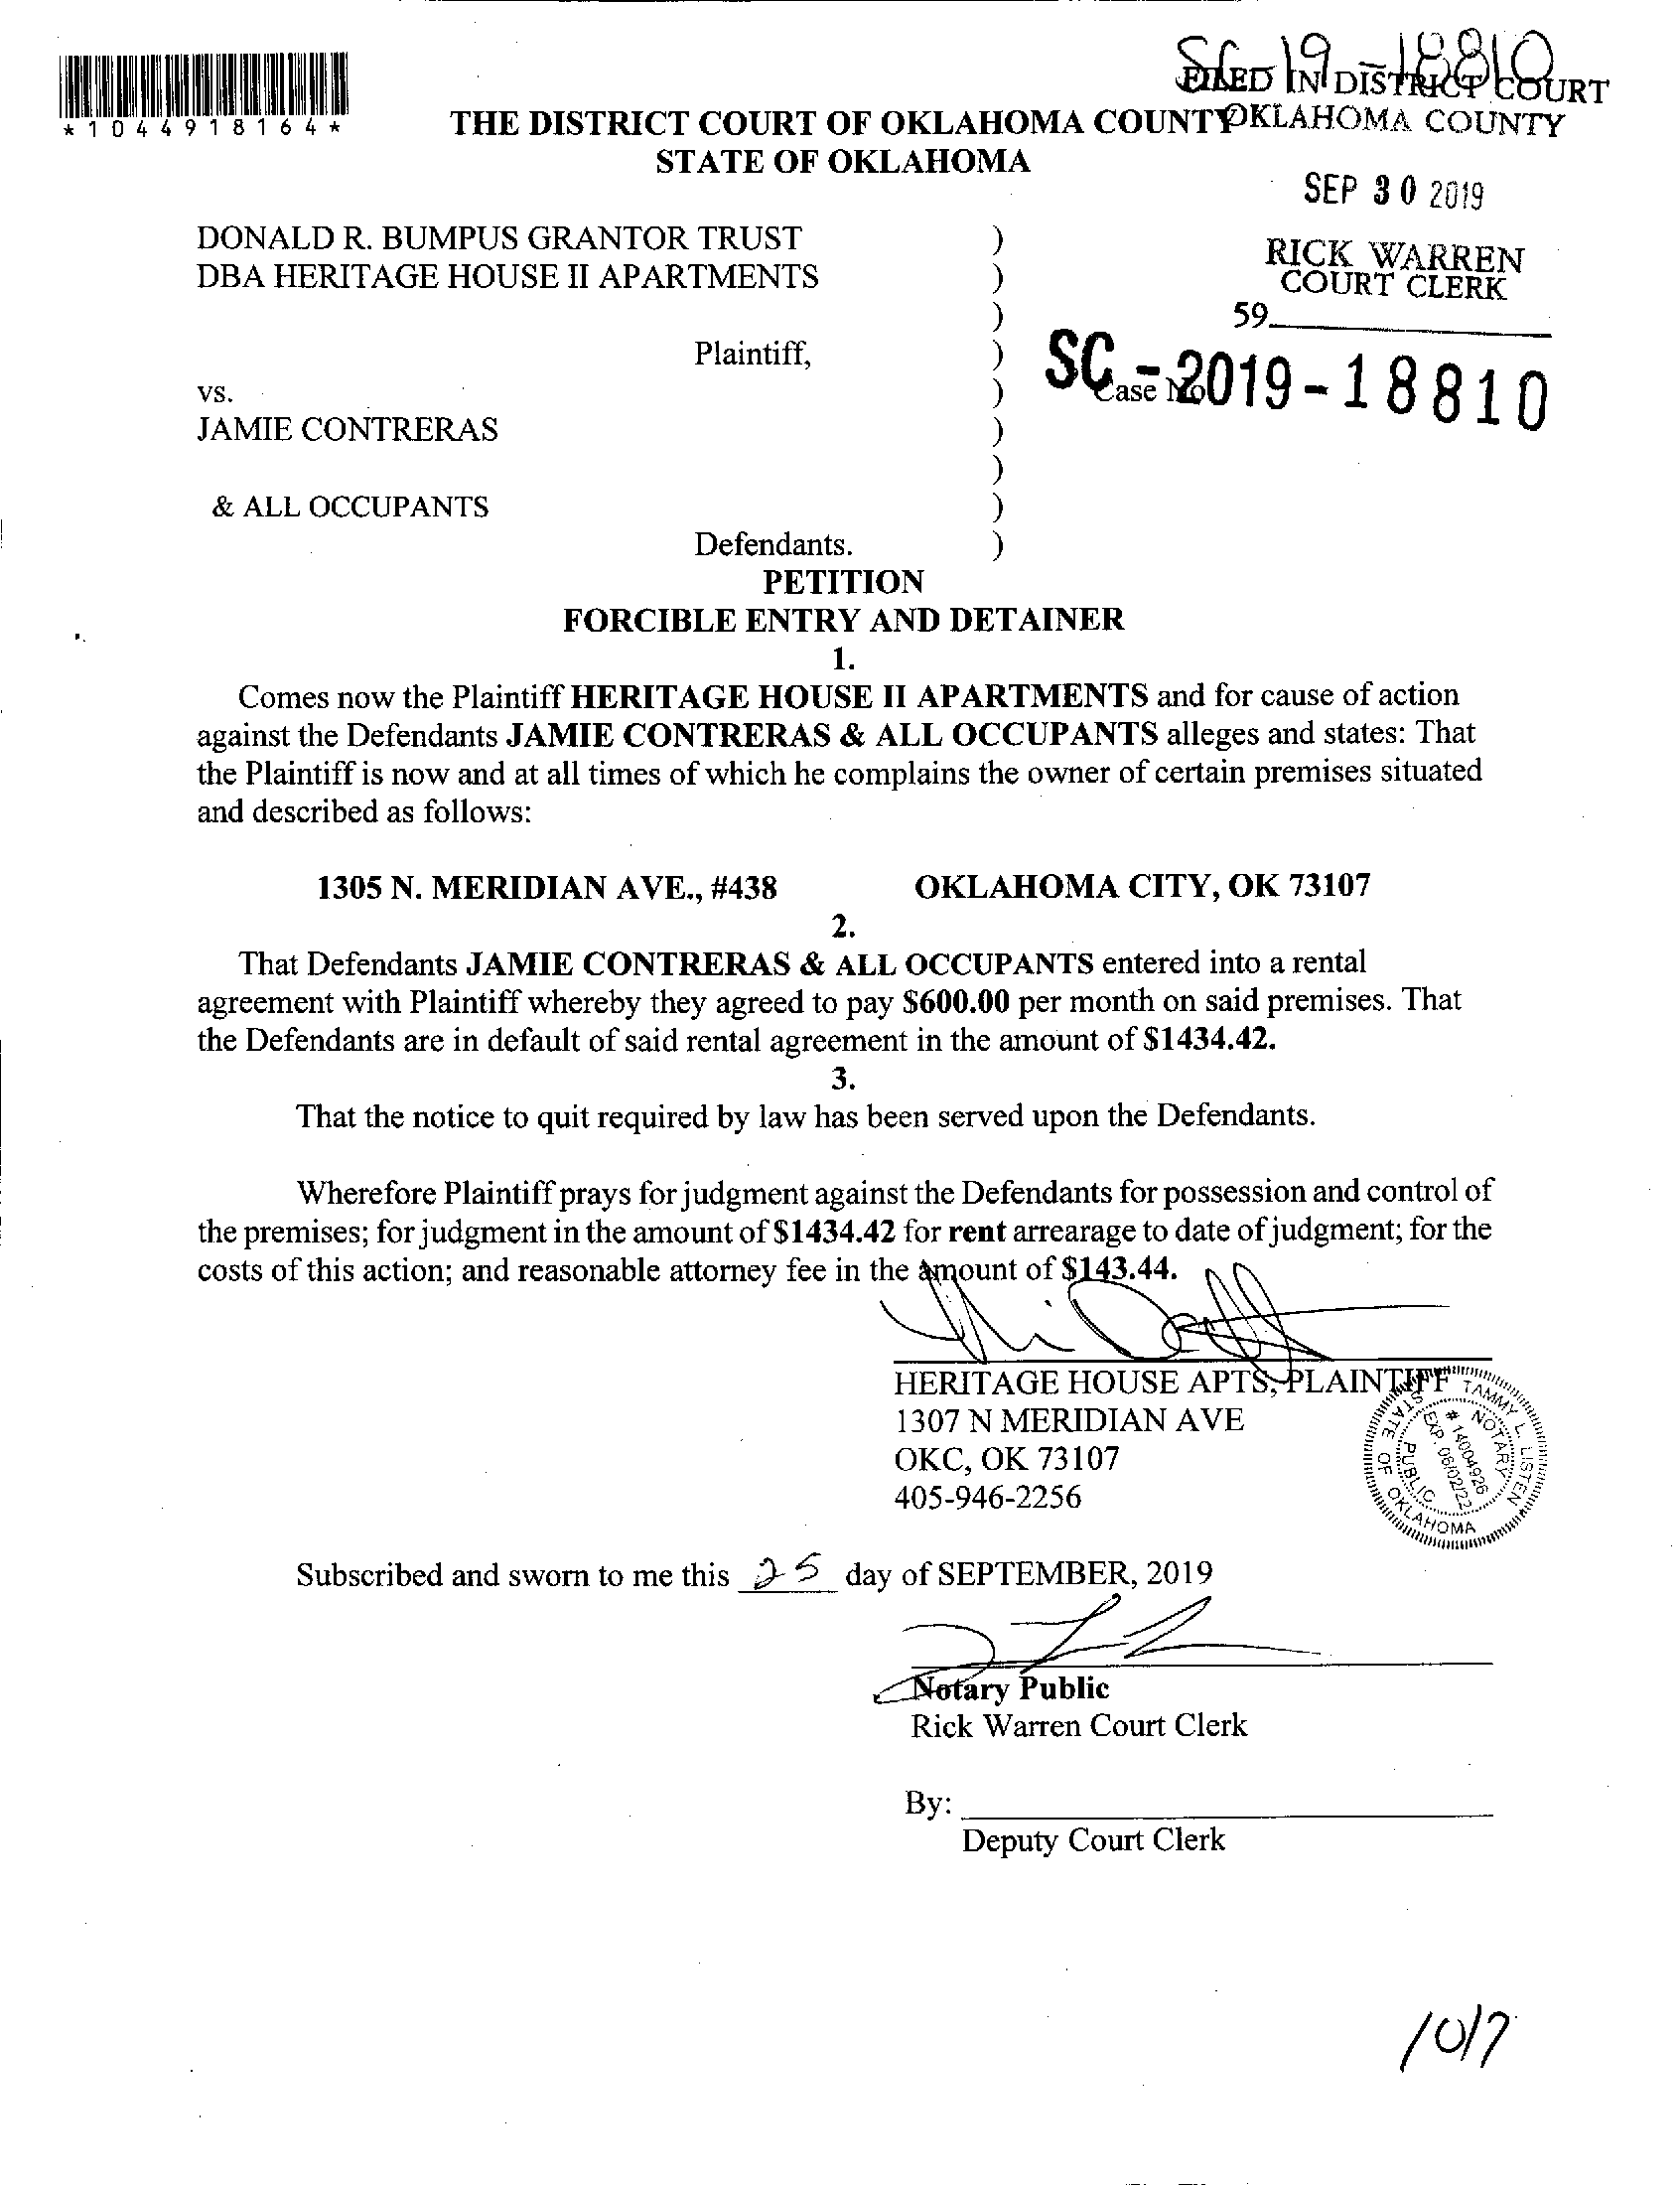 SC-19-18810
FILED IN DISTRICT COURT
OKLAHOMA COUNTY
*1044918164*
THE DISTRICT COURT OF OKLAHOMA COUNTY
STATE OF OKLAHOMA
SEP 30 2019
RICK WARREN
COURT CLERK
59
DONALD R. BUMPUS GRANTOR TRUST )
DBA HERITAGE HOUSE II APARTMENTS )
)
Plaintiff, )
vs. ) Case No
SC-2019-18810
JAMIE CONTRERAS )
)
& ALL OCCUPANTS )
Defendants. )
PETITION
FORCIBLE ENTRY AND DETAINER
1.
Comes now the Plaintiff HERITAGE HOUSE II APARTMENTS and for cause of action
against the Defendants JAMIE CONTRERAS & ALL OCCUPANTS alleges and states: That
the Plaintiff is now and at all times of which he complains the owner of certain premises situated
and described as follows:
1305 N. MERIDIAN AVE., #438 OKLAHOMA CITY, OK 73107
2.
That Defendants JAMIE CONTRERAS & ALL OCCUPANTS entered into a rental
agreement with Plaintiff whereby they agreed to pay $600.00 per month on said premises. That
the Defendants are in default of said rental agreement in the amount of $1434.42.
3.
That the notice to quit required by law has been served upon the Defendants.
Wherefore Plaintiff prays for judgment against the Defendants for possession and control of
the premises; for judgment in the amount of $1434.42 for rent arrearage to date of judgment; for the
costs of this action; and reasonable attorney fee in the amount of $143.44.
HERITAGE HOUSE APTS, PLAINTIFF
1307 N MERIDIAN AVE
OKC, OK 73107
405-946-2256
TAMMY L. LISTEN
NOTARY PUBLIC
# 14004926
EXP. 06/02/22
STATE OF OKLAHOMA
Subscribed and sworn to me this 25 day of SEPTEMBER, 2019
Notary Public
Rick Warren Court Clerk
By:
Deputy Court Clerk
10/7